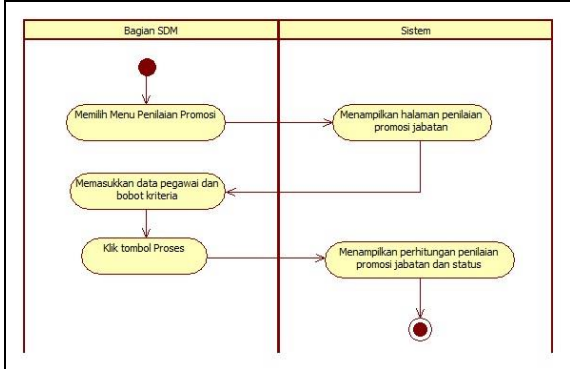 Bagian SDM
Sistem
Memilih Menu Penilaian Promosi
Menampilkan halaman penilaian
promosi jabatan
Memasukkan data pegawai dan
bobot kriteria
Klik tombol Proses
Menampilkan perhitungan penilaian
promosi jabatan dan status